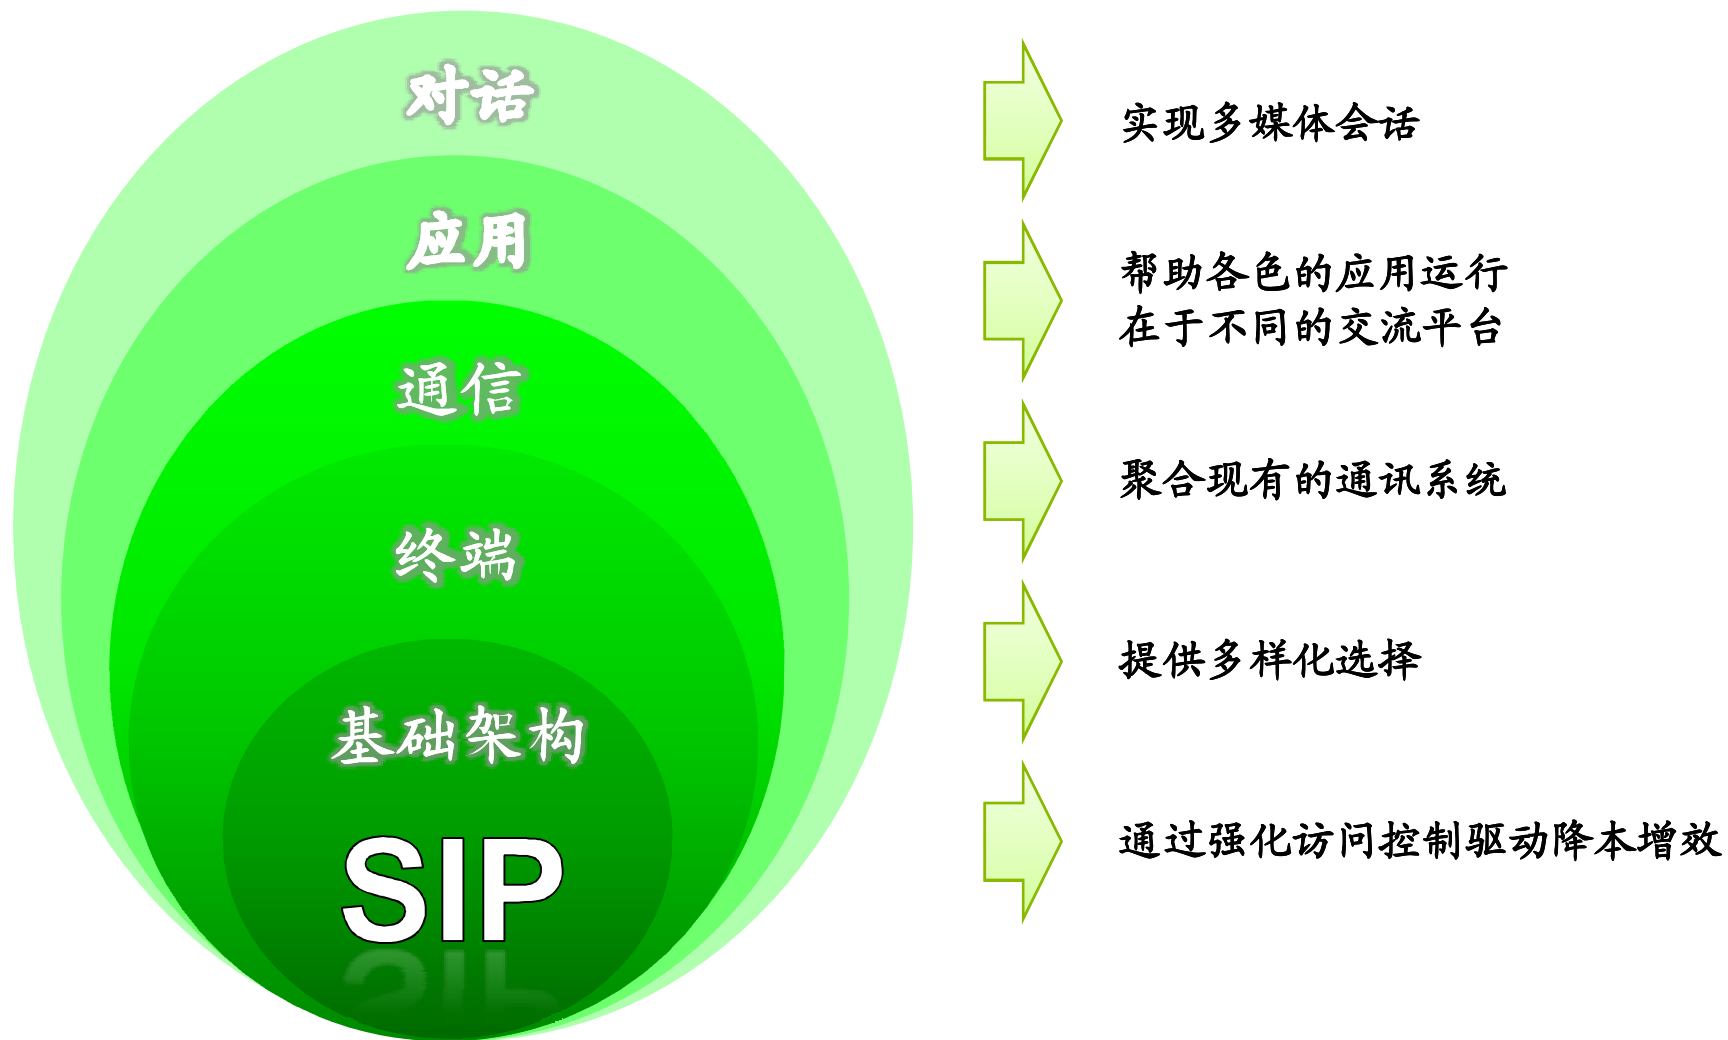 对话
实现多媒体会话
应用
帮助各色的应用运行
在于不同的交流平台
通信
聚合现有的通讯系统
终端
提供多样化选择
基础架构
SIP
通过强化访问控制驱动降本增效